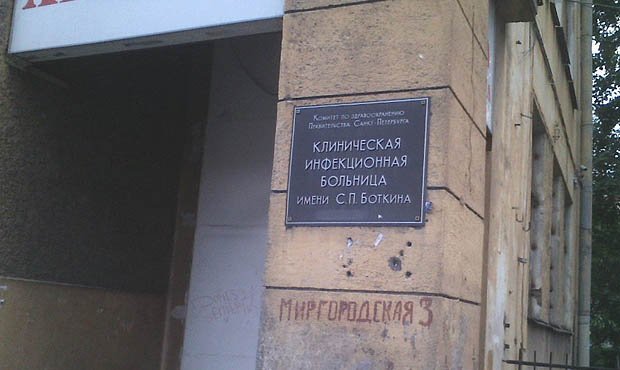 Комитет по здравоохранению
Правительства Санкт-Петербурга
КЛИНИЧЕСКАЯ
ИНФЕКЦИОННАЯ
БОЛЬНИЦА
ИМЕНИ С.П. БОТКИНА
МИРГОРОДСКАЯ 3